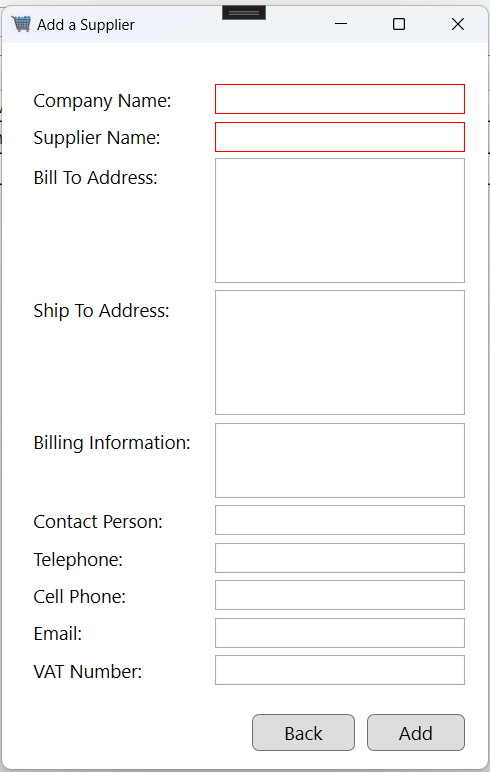 Add a Supplier
Company Name:
Supplier Name:
Bill To Address:
Ship To Address:
Billing Information:
Contact Person:
Telephone:
Cell Phone:
Email:
VAT Number:
Back Add